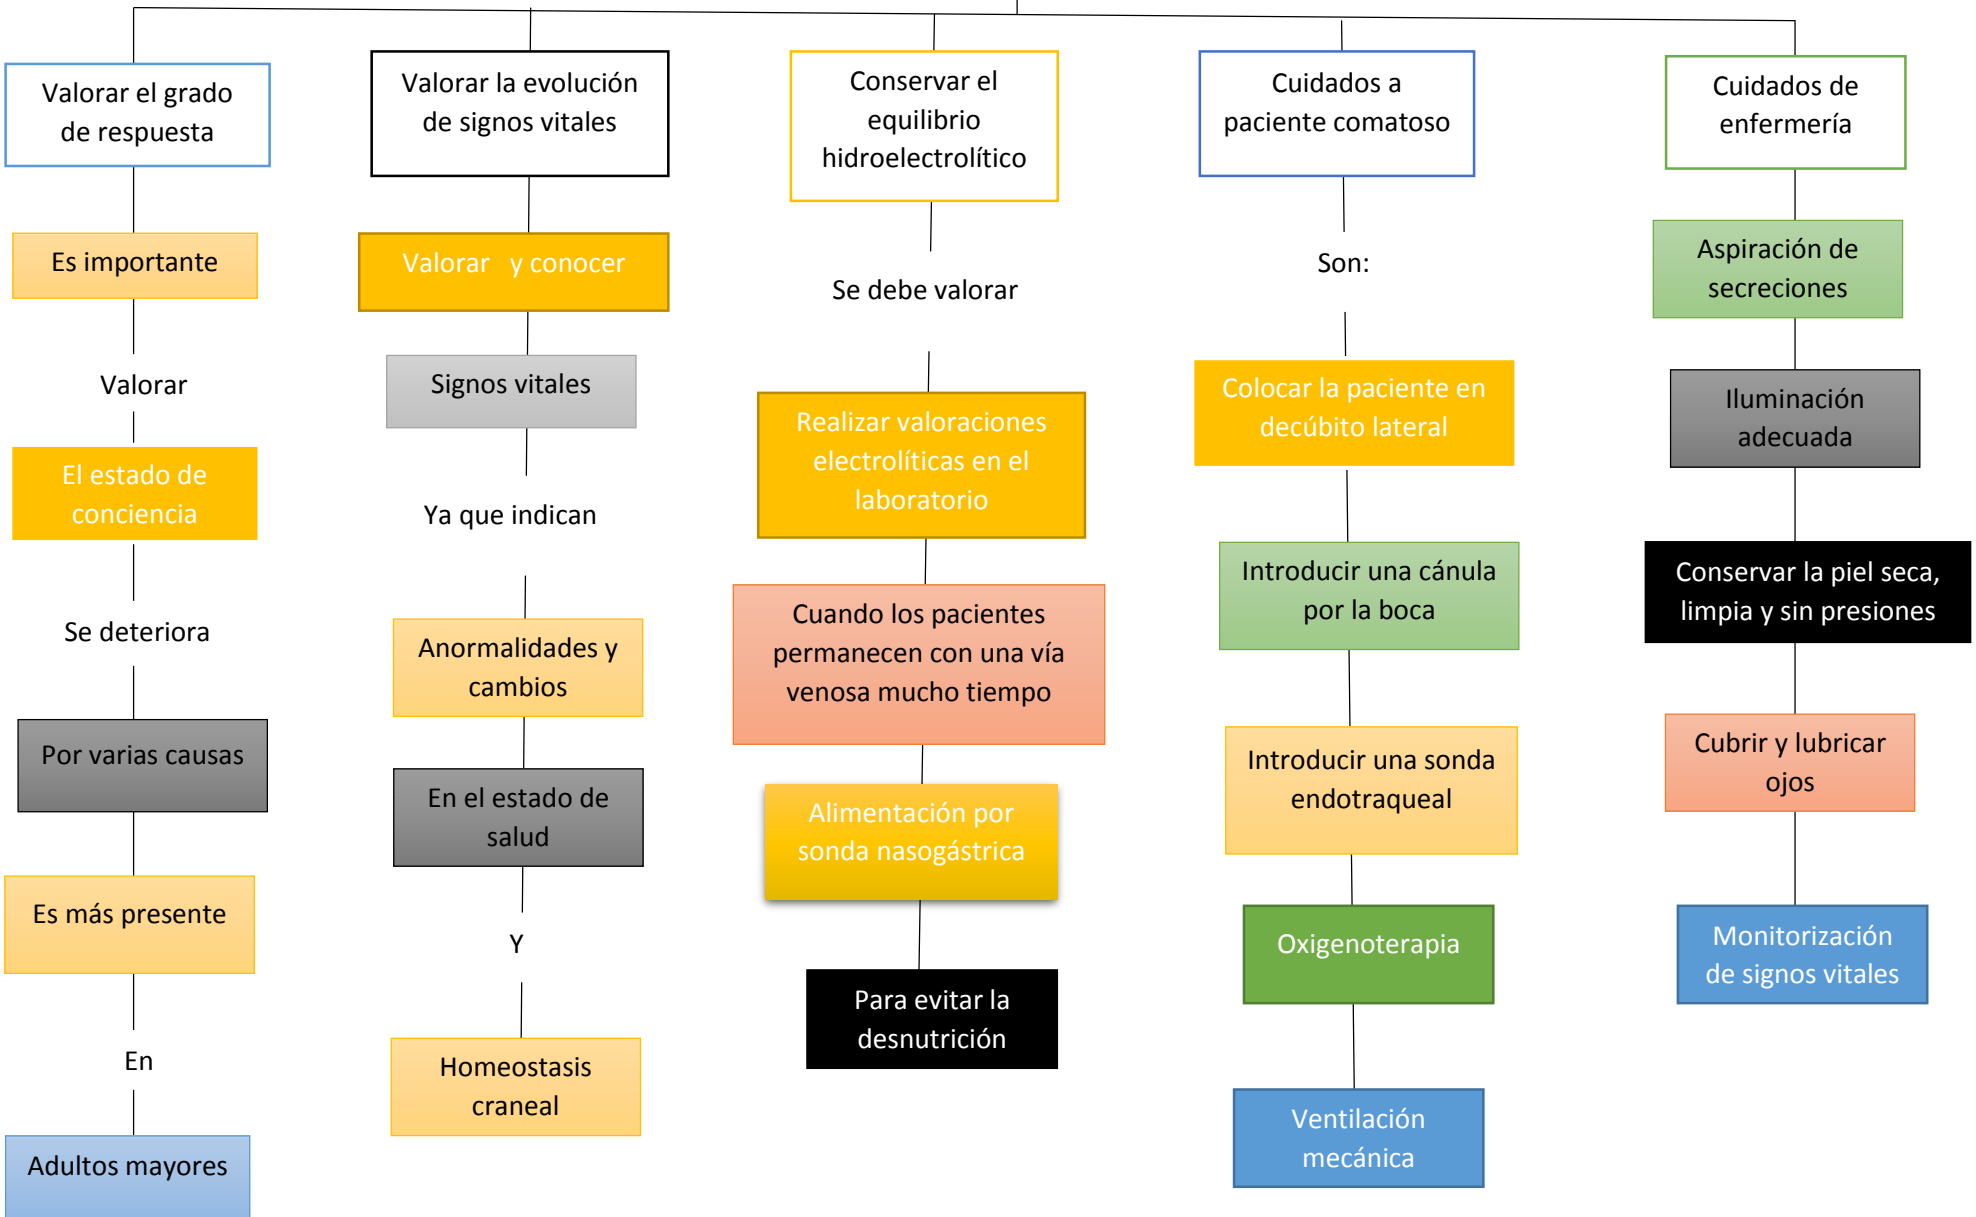 Valorar el grado
de respuesta
Es importante
Valorar
El estado de
conciencia
Se deteriora
Por varias causas
Es más presente
En
Adultos mayores
Valorar la evolución
de signos vitales
Valorar y conocer
Signos vitales
Ya que indican
Anormalidades y
cambios
En el estado de
salud
Y
Homeostasis
craneal
Conservar el
equilibrio
hidroelectrolítico
Se debe valorar
Realizar valoraciones
electrolíticas en el
laboratorio
Cuando los pacientes
permanecen con una vía
venosa mucho tiempo
Alimentación por
sonda nasogástrica
Para evitar la
desnutrición
Cuidados a
paciente comatoso
Son:
Colocar la paciente en
decúbito lateral
Introducir una cánula
por la boca
Introducir una sonda
endotraqueal
Oxigenoterapia
Ventilación
mecánica
Cuidados de
enfermería
Aspiración de
secreciones
Iluminación
adecuada
Conservar la piel seca,
limpia y sin presiones
Cubrir y lubricar
ojos
Monitorización
de signos vitales